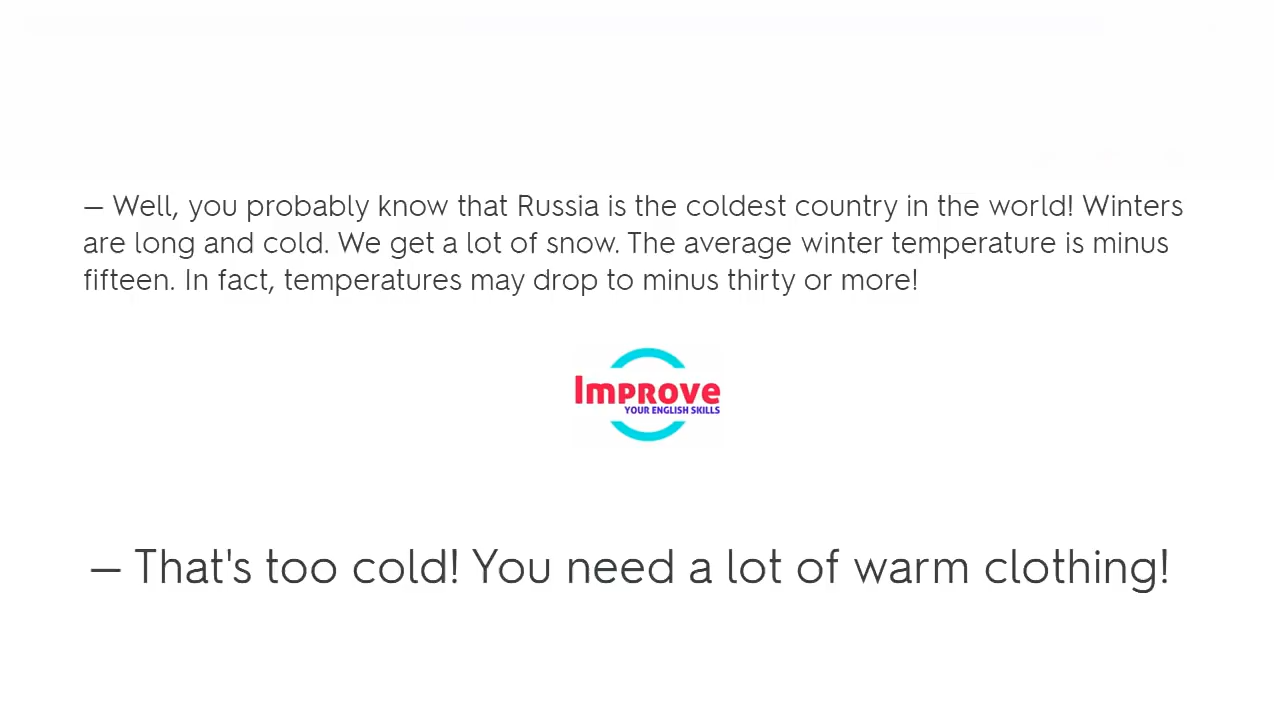 — Well, you probably know that Russia is the coldest country in the world! Winters
are long and cold. We get a lot of snow. The average winter temperature is minus
fifteen. In fact, temperatures may drop to minus thirty or more!
Improve
YOUR ENGLISH SKILLS
— That's too cold! You need a lot of warm clothing!